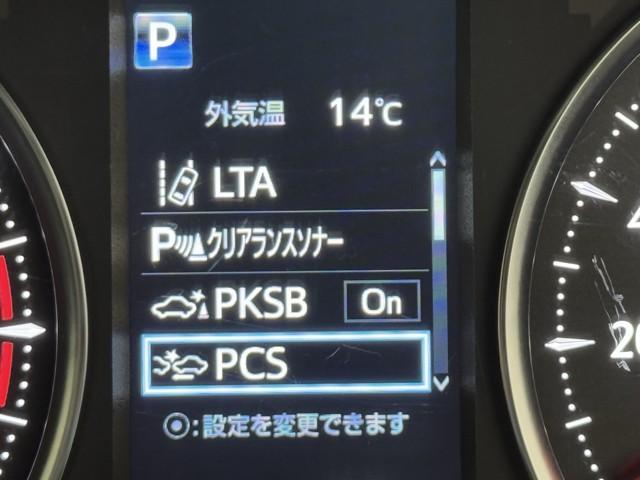 P
外気温 14℃
LTA
P クリアランスソナー
PKSB On
PCS
⦿:設定を変更できます